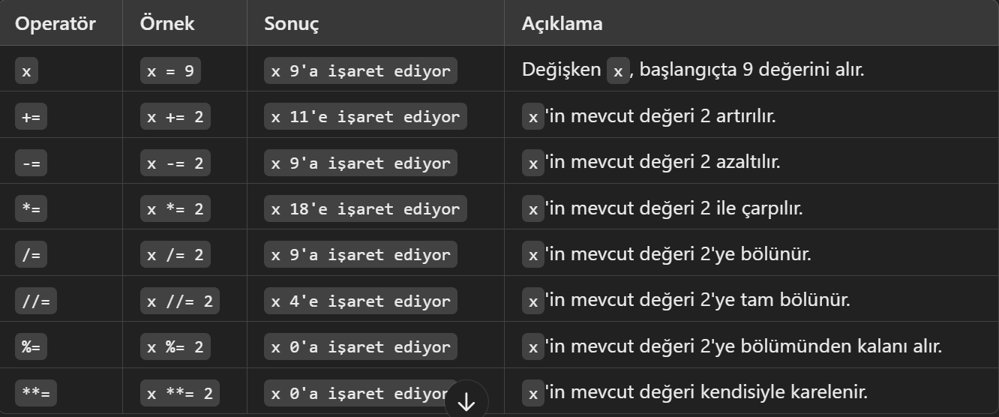 Operatör Örnek Sonuç Açıklama
x x = 9 x 9'a işaret ediyor Değişken x, başlangıçta 9 değerini alır.
+= x += 2 x 11'e işaret ediyor x'in mevcut değeri 2 artırılır.
-= x -= 2 x 9'a işaret ediyor x'in mevcut değeri 2 azaltılır.
*= x *= 2 x 18'e işaret ediyor x'in mevcut değeri 2 ile çarpılır.
/= x /= 2 x 9'a işaret ediyor x'in mevcut değeri 2'ye bölünür.
//= x //= 2 x 4'e işaret ediyor x'in mevcut değeri 2'ye tam bölünür.
%= x %= 2 x 0'a işaret ediyor x'in mevcut değeri 2'ye bölümünden kalanı alır.
**= x **= 2 x 0'a işaret ediyor x'in mevcut değeri kendisiyle karelenir.